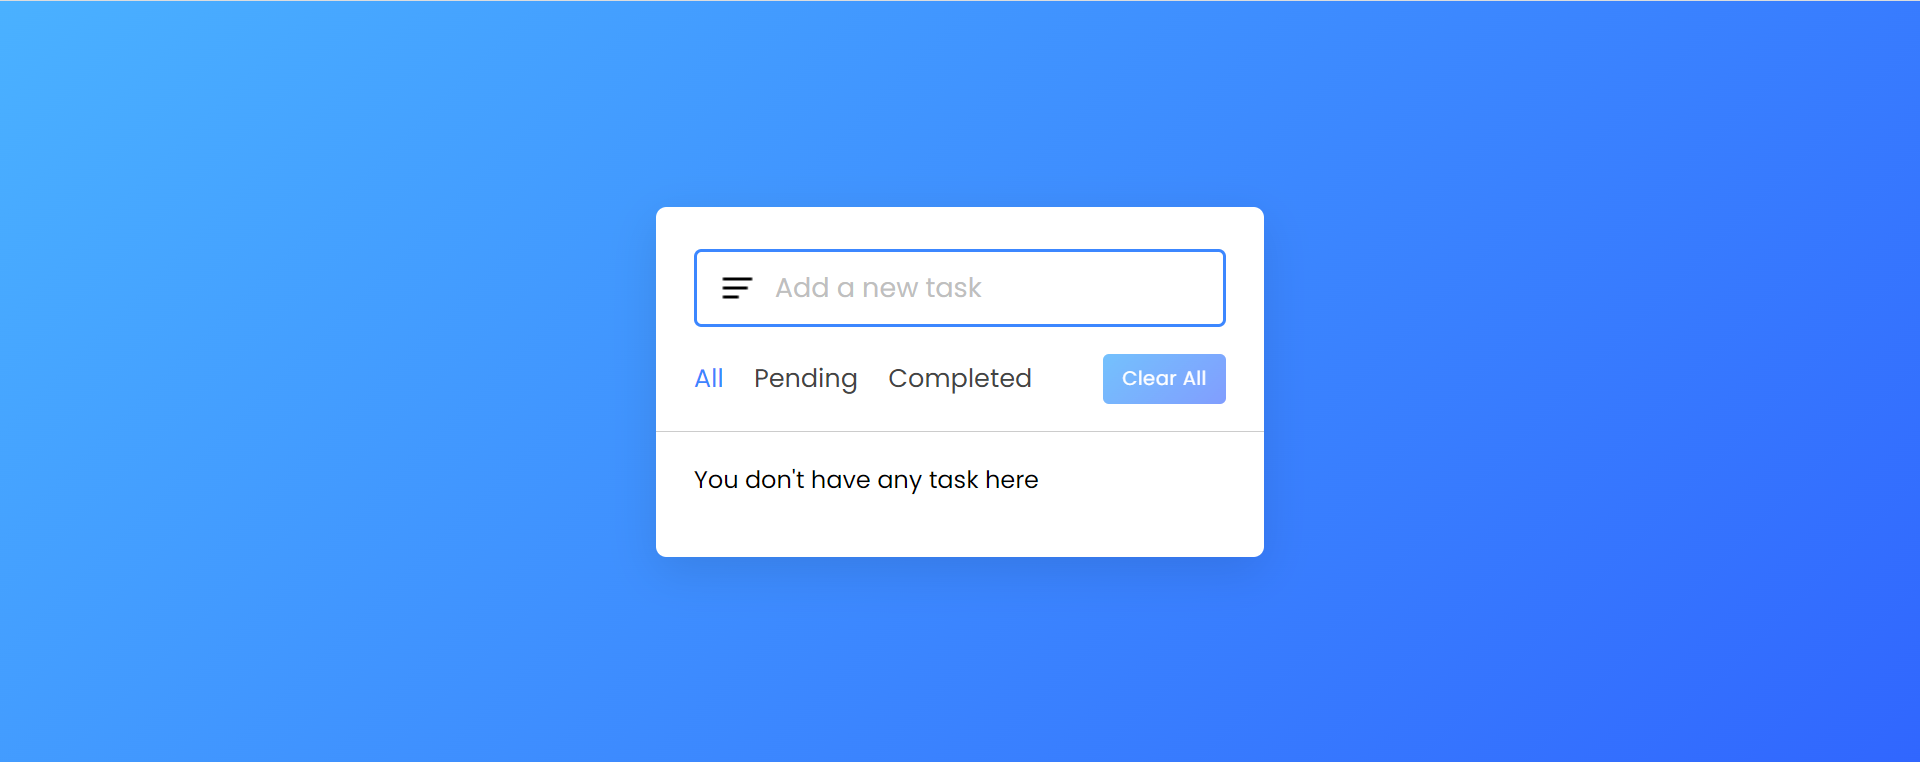 Add a new task
All Pending Completed Clear All
You don't have any task here